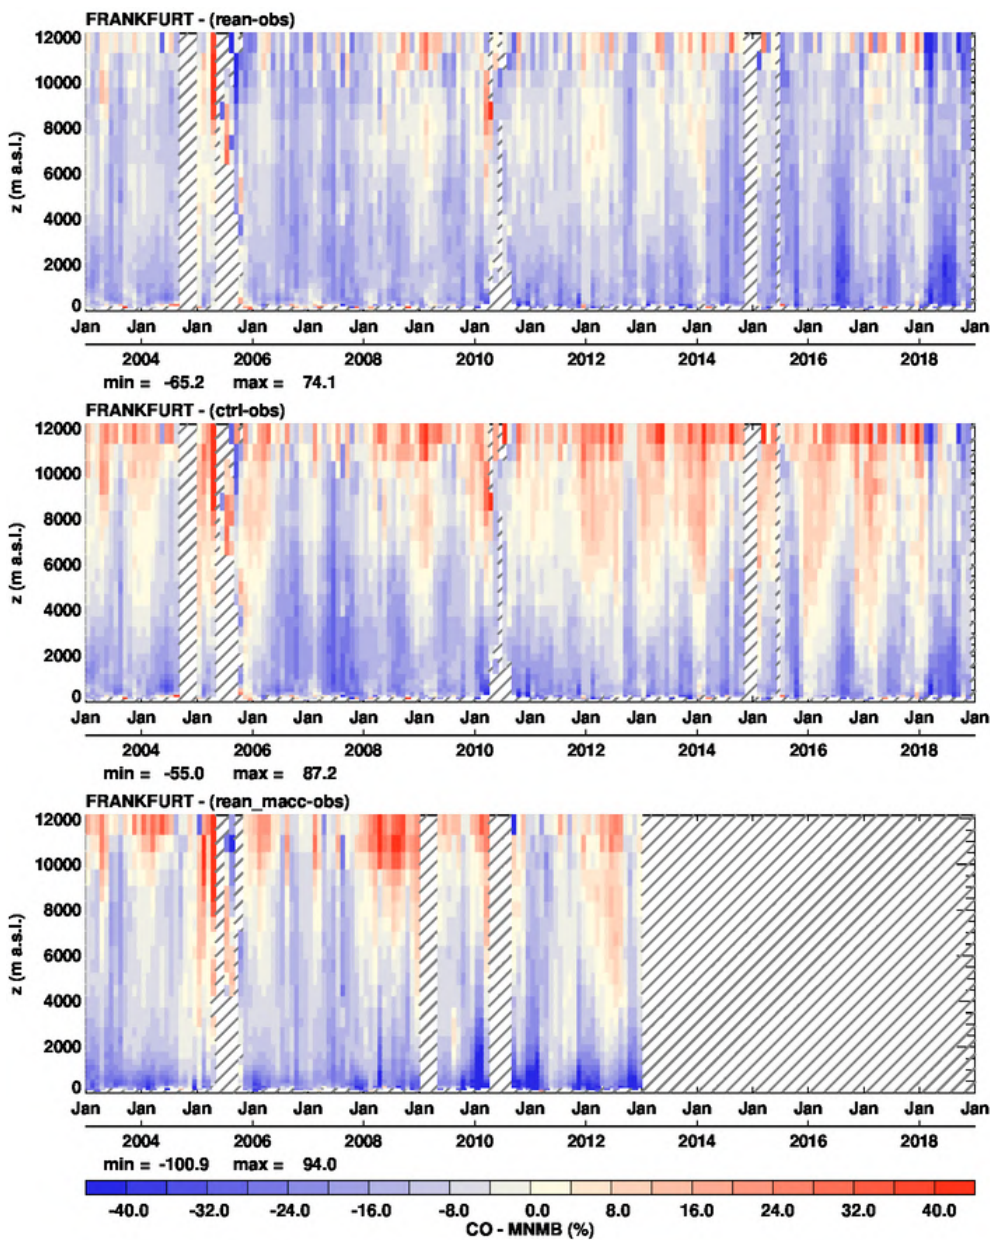 FRANKFURT - (rean-obs)
12000
10000
8000
6000
4000
2000
0
z (m a.s.l.)
Jan Jan Jan Jan Jan Jan Jan Jan Jan Jan Jan Jan Jan Jan Jan Jan Jan
2004 2006 2008 2010 2012 2014 2016 2018
min = -65.2 max = 74.1
FRANKFURT - (ctrl-obs)
12000
10000
8000
6000
4000
2000
0
z (m a.s.l.)
Jan Jan Jan Jan Jan Jan Jan Jan Jan Jan Jan Jan Jan Jan Jan Jan Jan
2004 2006 2008 2010 2012 2014 2016 2018
min = -55.0 max = 87.2
FRANKFURT - (rean_macc-obs)
12000
10000
8000
6000
4000
2000
0
z (m a.s.l.)
Jan Jan Jan Jan Jan Jan Jan Jan Jan Jan Jan Jan Jan Jan Jan Jan Jan
2004 2006 2008 2010 2012 2014 2016 2018
min = -100.9 max = 94.0
-40.0 -32.0 -24.0 -16.0 -8.0 0.0 8.0 16.0 24.0 32.0 40.0
CO - MNMB (%)